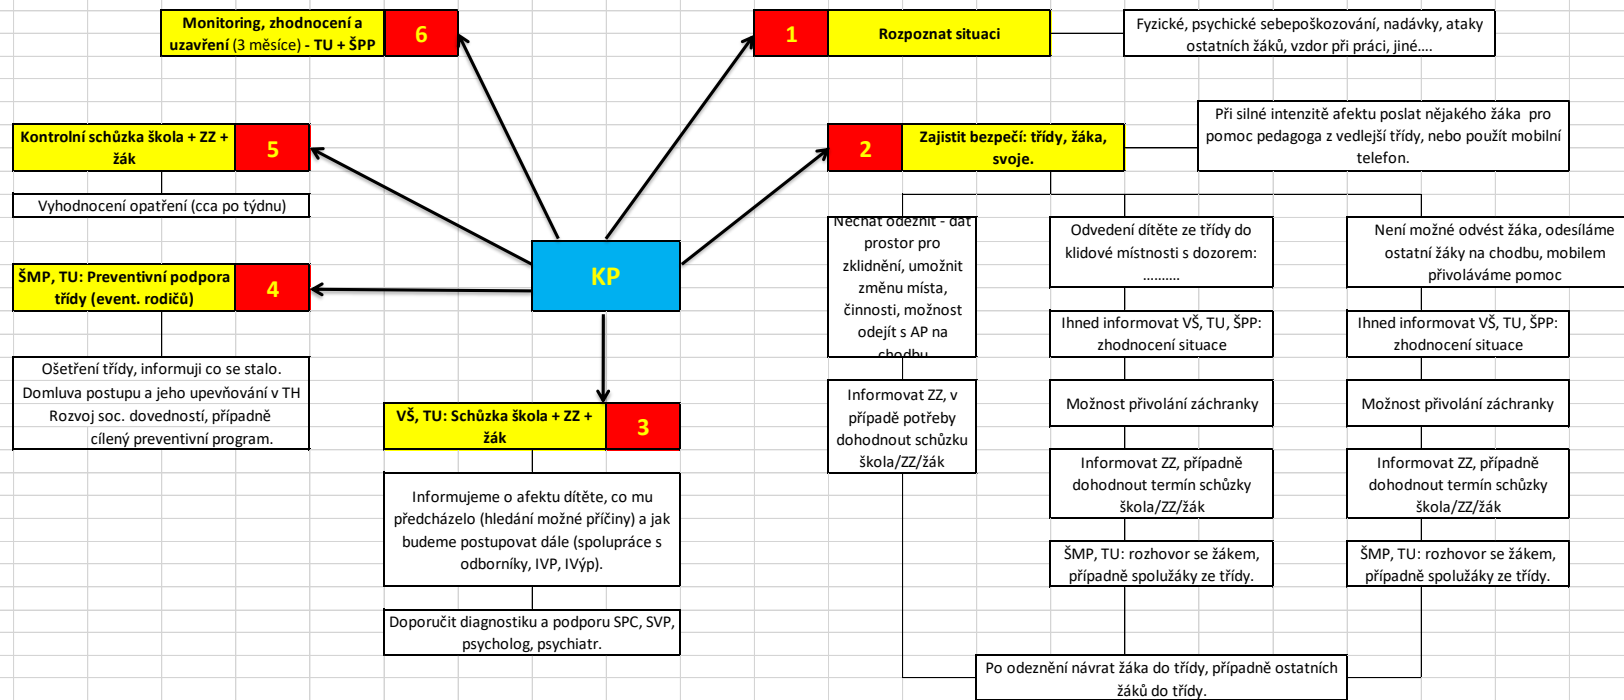 Monitoring, zhodnocení a
uzavření (3 měsíce) - TU + ŠPP
6
1
Rozpoznat situaci
Fyzické, psychické sebepoškozování, nadávky, ataky
ostatních žáků, vzdor při práci, jiné....
Kontrolní schůzka škola + ZZ +
žák
5
Vyhodnocení opatření (cca po týdnu)
2
Zajistit bezpečí: třídy, žáka,
svoje.
Při silné intenzitě afektu poslat nějakého žáka pro
pomoc pedagoga z vedlejší třídy, nebo použít mobilní
telefon.
KP
ŠMP, TU: Preventivní podpora
třídy (event. rodičů)
4
Ošetření třídy, informuji co se stalo.
Domluva postupu a jeho upevňování v TH
Rozvoj soc. dovedností, případně
cílený preventivní program.
VŠ, TU: Schůzka škola + ZZ +
žák
3
Informujeme o afektu dítěte, co mu
předcházelo (hledání možné příčiny) a jak
budeme postupovat dále (spolupráce s
odborníky, IVP, IVýp).
Doporučit diagnostiku a podporu SPC, SVP,
psycholog, psychiatr.
Nechat odeznít - dát
prostor pro
zklidnění, umožnit
změnu místa,
činnosti, možnost
odejít s AP na
chodbu
Informovat ZZ, v
případě potřeby
dohodnout schůzku
škola/ZZ/žák
Odvedení dítěte ze třídy do
klidové místnosti s dozorem:
..........
Ihned informovat VŠ, TU, ŠPP:
zhodnocení situace
Možnost přivolání záchranky
Informovat ZZ, případně
dohodnout termín schůzky
škola/ZZ/žák
ŠMP, TU: rozhovor se žákem,
případně spolužáky ze třídy.
Není možné odvést žáka, odesíláme
ostatní žáky na chodbu, mobilem
přivoláváme pomoc
Ihned informovat VŠ, TU, ŠPP:
zhodnocení situace
Možnost přivolání záchranky
Informovat ZZ, případně
dohodnout termín schůzky
škola/ZZ/žák
ŠMP, TU: rozhovor se žákem,
případně spolužáky ze třídy.
Po odeznění návrat žáka do třídy, případně ostatních
žáků do třídy.